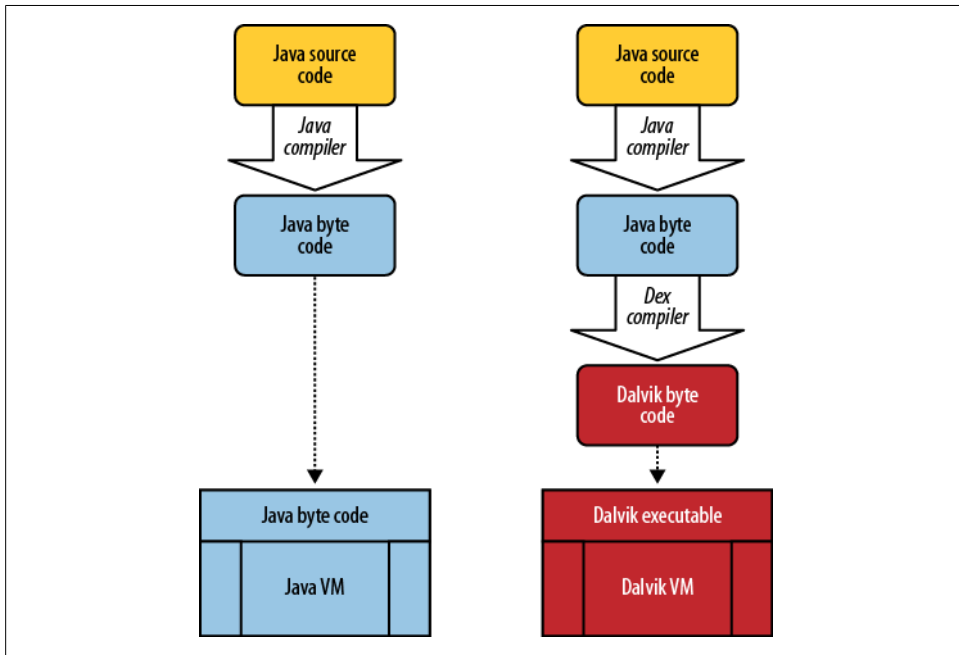 Java source
code
Java
compiler
Java byte
code
Java byte code
Java VM
Java source
code
Java
compiler
Java byte
code
Dex
compiler
Dalvik byte
code
Dalvik executable
Dalvik VM